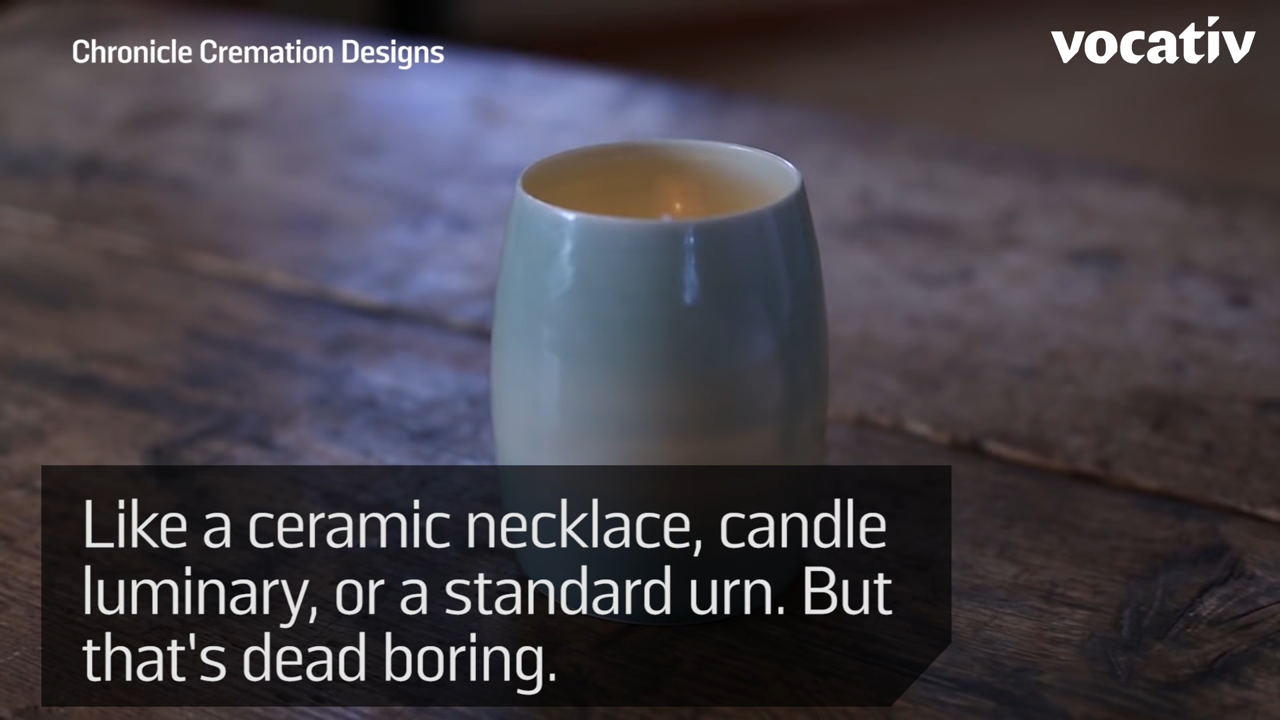 Chronicle Cremation Designs
vocativ
Like a ceramic necklace, candle
luminary, or a standard urn. But
that's dead boring.